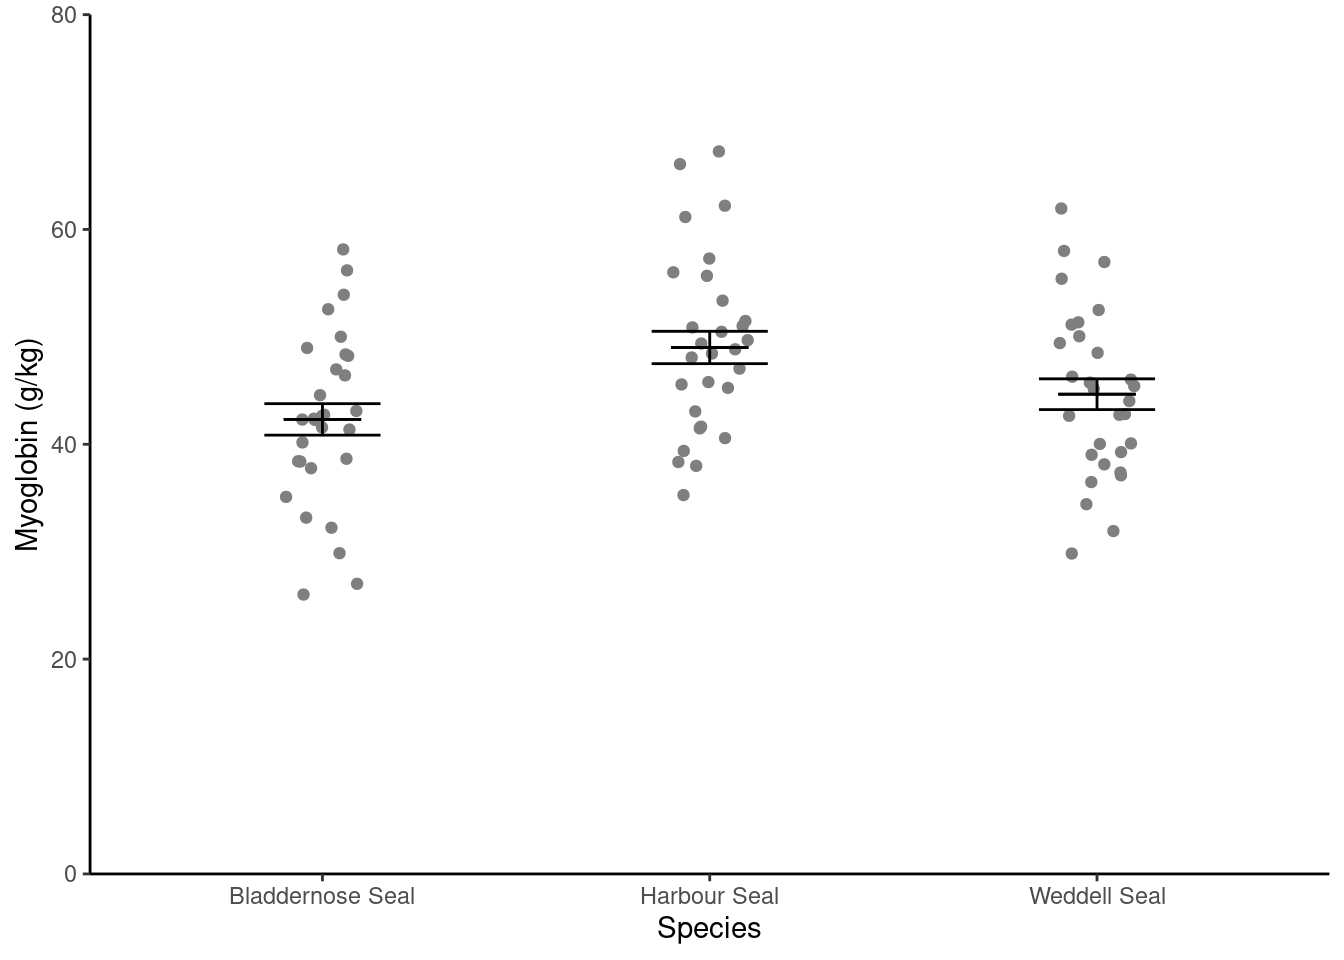 Myoglobin (g/kg)
80
60
40
20
0
Bladdernose Seal
Harbour Seal
Weddell Seal
Species